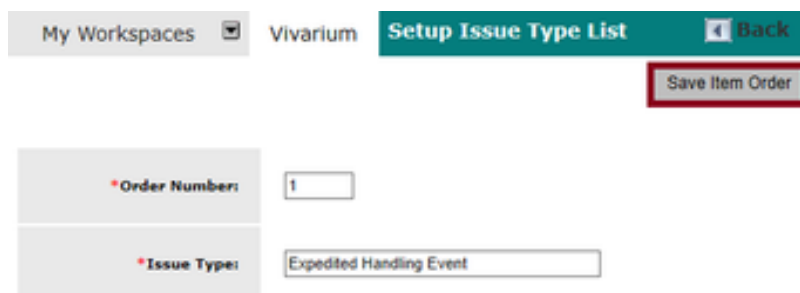 My Workspaces Vivarium Setup Issue Type List Back
Save Item Order
*Order Number: 1
*Issue Type: Expedited Handling Event